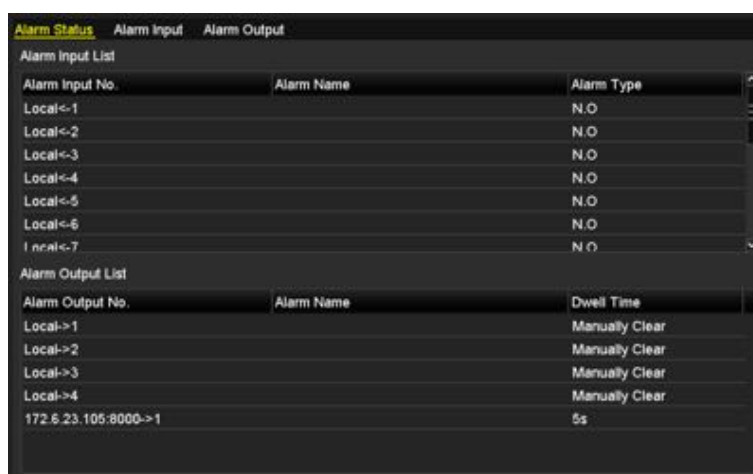 Alarm Status Alarm Input Alarm Output
Alarm Input List
Alarm Input No. Alarm Name Alarm Type
Local<-1 N.O
Local<-2 N.O
Local<-3 N.O
Local<-4 N.O
Local<-5 N.O
Local<-6 N.O
Local<-7 N.O
Alarm Output List
Alarm Output No. Alarm Name Dwell Time
Local->1 Manually Clear
Local->2 Manually Clear
Local->3 Manually Clear
Local->4 Manually Clear
172.6.23.105:8000->1 5s